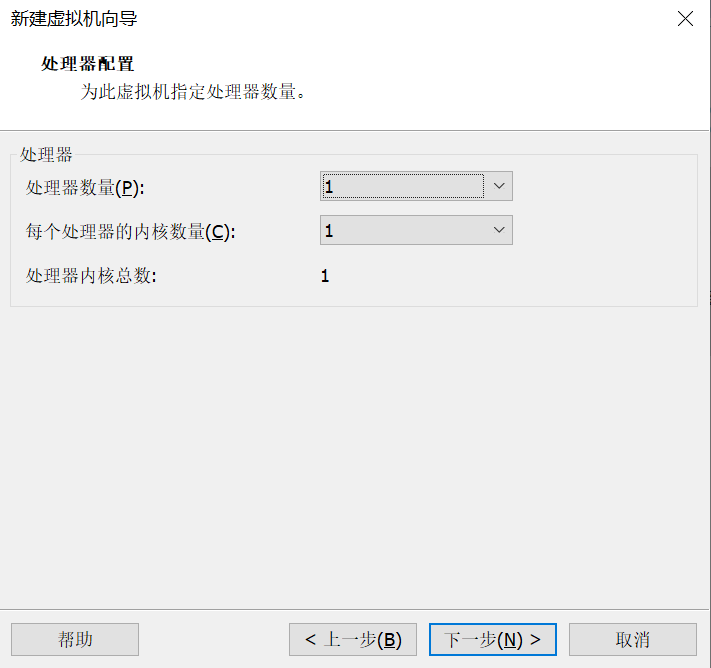 新建虚拟机向导
处理器配置
为此虚拟机指定处理器数量。
处理器
处理器数量(P): 1
每个处理器的内核数量(C): 1
处理器内核总数: 1
帮助 < 上一步(B) 下一步(N) > 取消